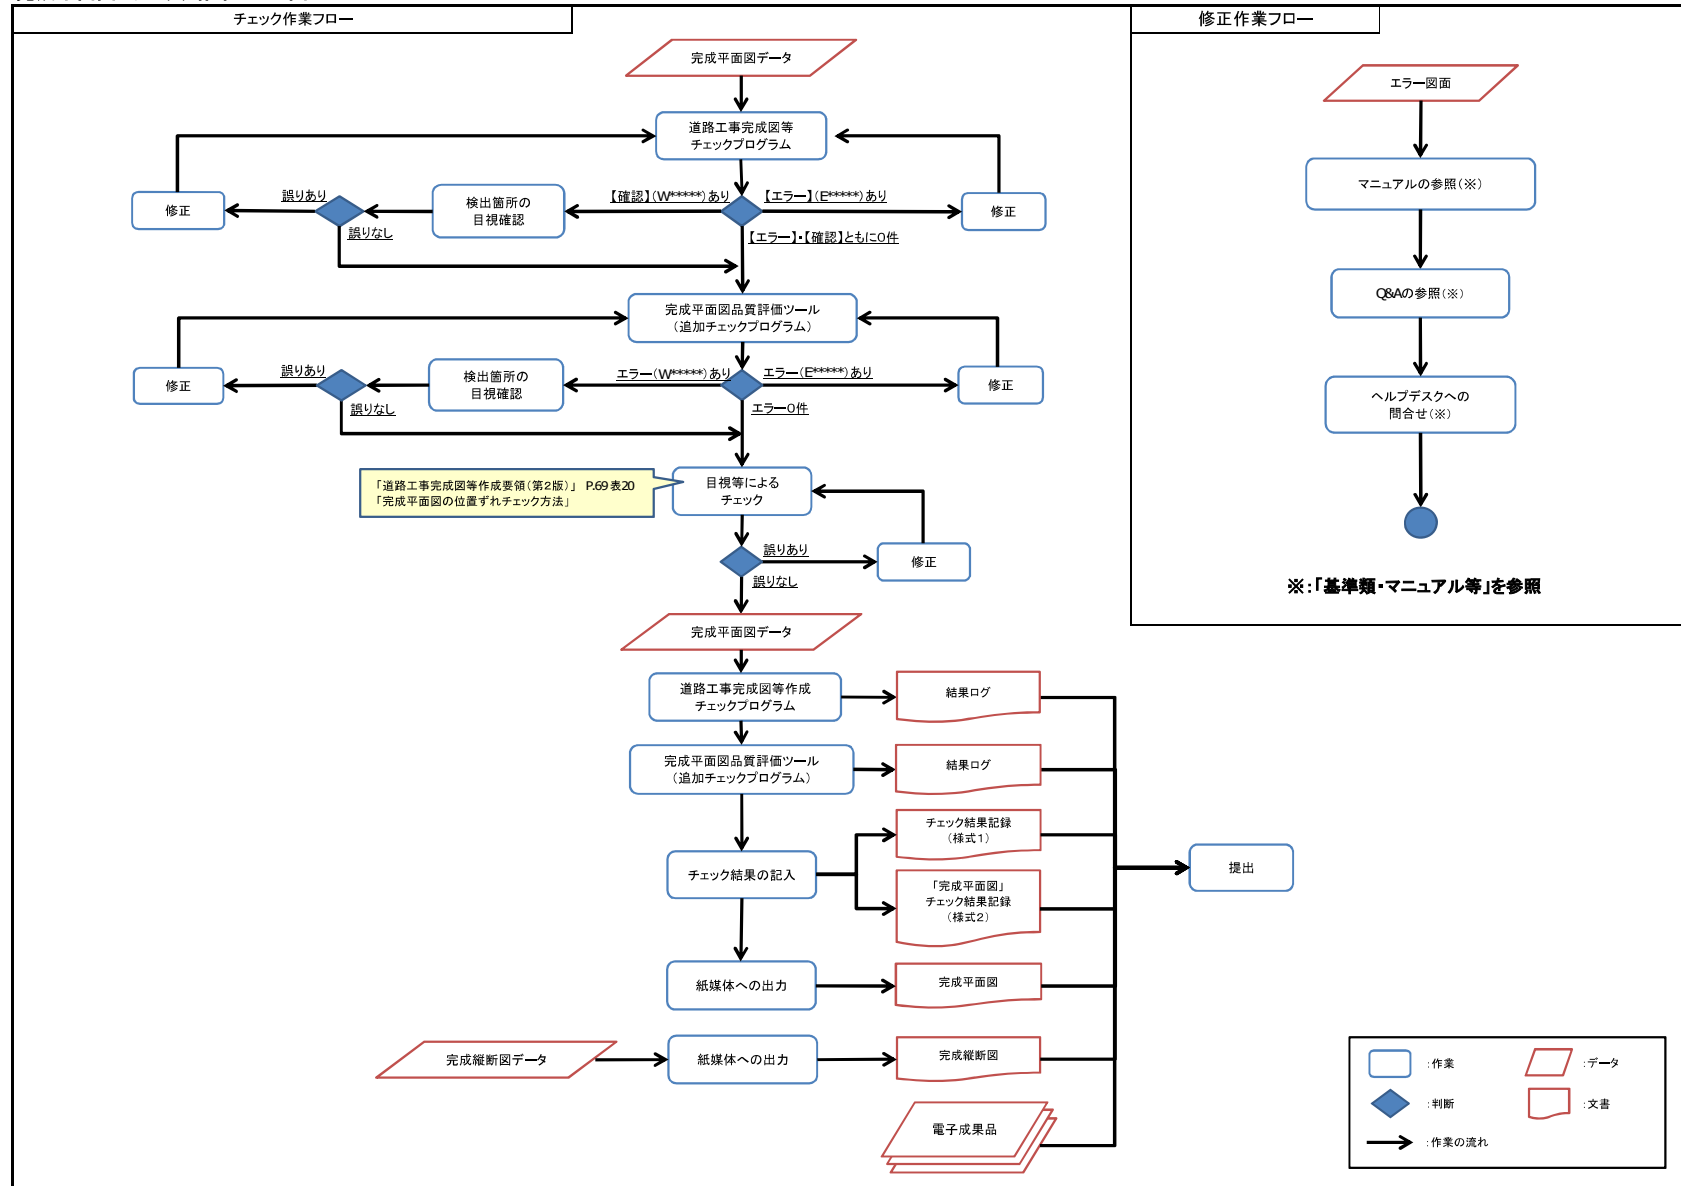 チェック作業フロー
完成平面図データ
道路工事完成図等
チェックプログラム
【確認】(W*****)あり
【エラー】(E*****)あり
【エラー】・【確認】ともに0件
検出箇所の
目視確認
誤りあり
誤りなし
修正
修正
完成平面図品質評価ツール
(追加チェックプログラム)
エラー(W*****)あり
エラー(E*****)あり
エラー0件
検出箇所の
目視確認
誤りあり
誤りなし
修正
修正
「道路工事完成図等作成要領(第2版)」 P.69 表20
「完成平面図の位置ずれチェック方法」
目視等による
チェック
誤りあり
誤りなし
修正
完成平面図データ
道路工事完成図等作成
チェックプログラム
結果ログ
完成平面図品質評価ツール
(追加チェックプログラム)
結果ログ
チェック結果の記入
チェック結果記録
(様式1)
「完成平面図」
チェック結果記録
(様式2)
紙媒体への出力
完成平面図
完成縦断図データ
紙媒体への出力
完成縦断図
電子成果品
提出
修正作業フロー
エラー図面
マニュアルの参照(※)
Q&Aの参照(※)
ヘルプデスクへの
問合せ(※)
※:「基準類・マニュアル等」を参照
:作業
:データ
:判断
:文書
:作業の流れ